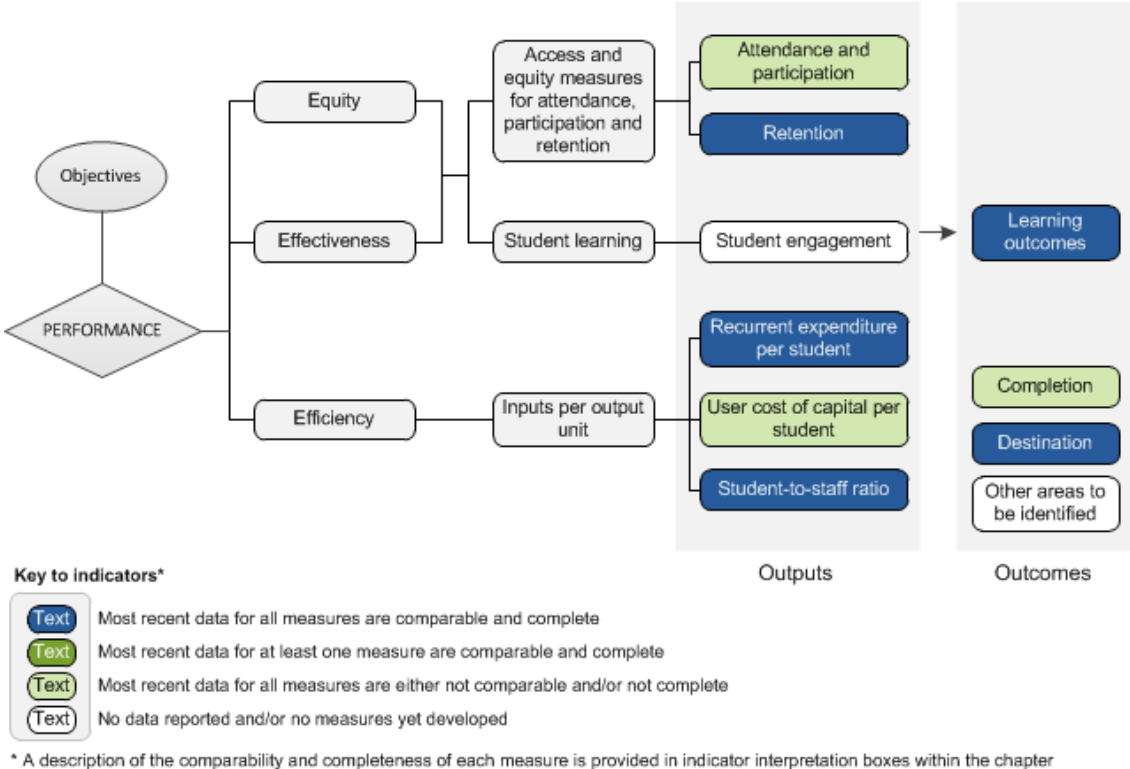 Objectives
PERFORMANCE
Equity
Effectiveness
Efficiency
Access and
equity measures
for attendance,
participation and
retention
Student learning
Inputs per output
unit
Attendance and
participation
Retention
Student engagement
Recurrent expenditure
per student
User cost of capital per
student
Student-to-staff ratio
Outputs
Learning
outcomes
Completion
Destination
Other areas to
be identified
Outcomes
Key to indicators*
Text Most recent data for all measures are comparable and complete
Text Most recent data for at least one measure are comparable and complete
Text Most recent data for all measures are either not comparable and/or not complete
Text No data reported and/or no measures yet developed
* A description of the comparability and completeness of each measure is provided in indicator interpretation boxes within the chapter